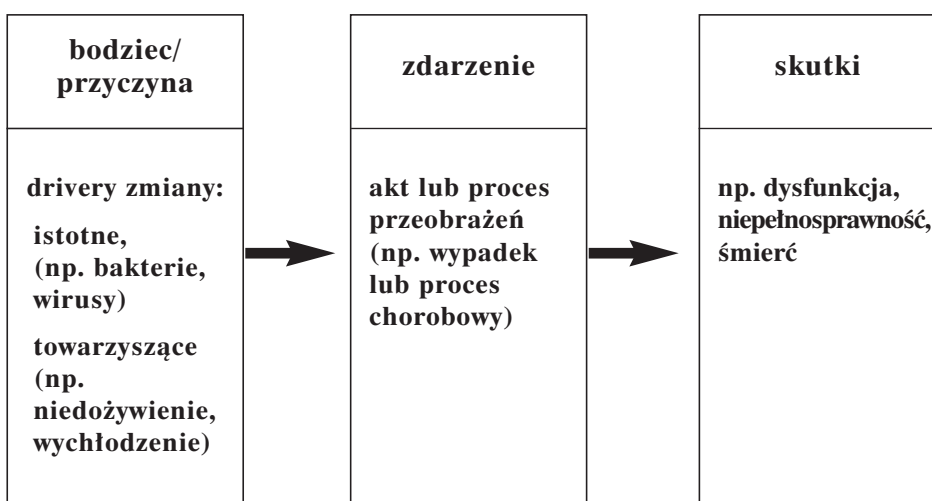 bodziec/
przyczyna
drivery zmiany:
istotne,
(np. bakterie,
wirusy)
towarzyszące
(np.
niedożywienie,
wychłodzenie)
zdarzenie
akt lub proces
przeobrażeń
(np. wypadek
lub proces
chorobowy)
skutki
np. dysfunkcja,
niepełnosprawność,
śmierć